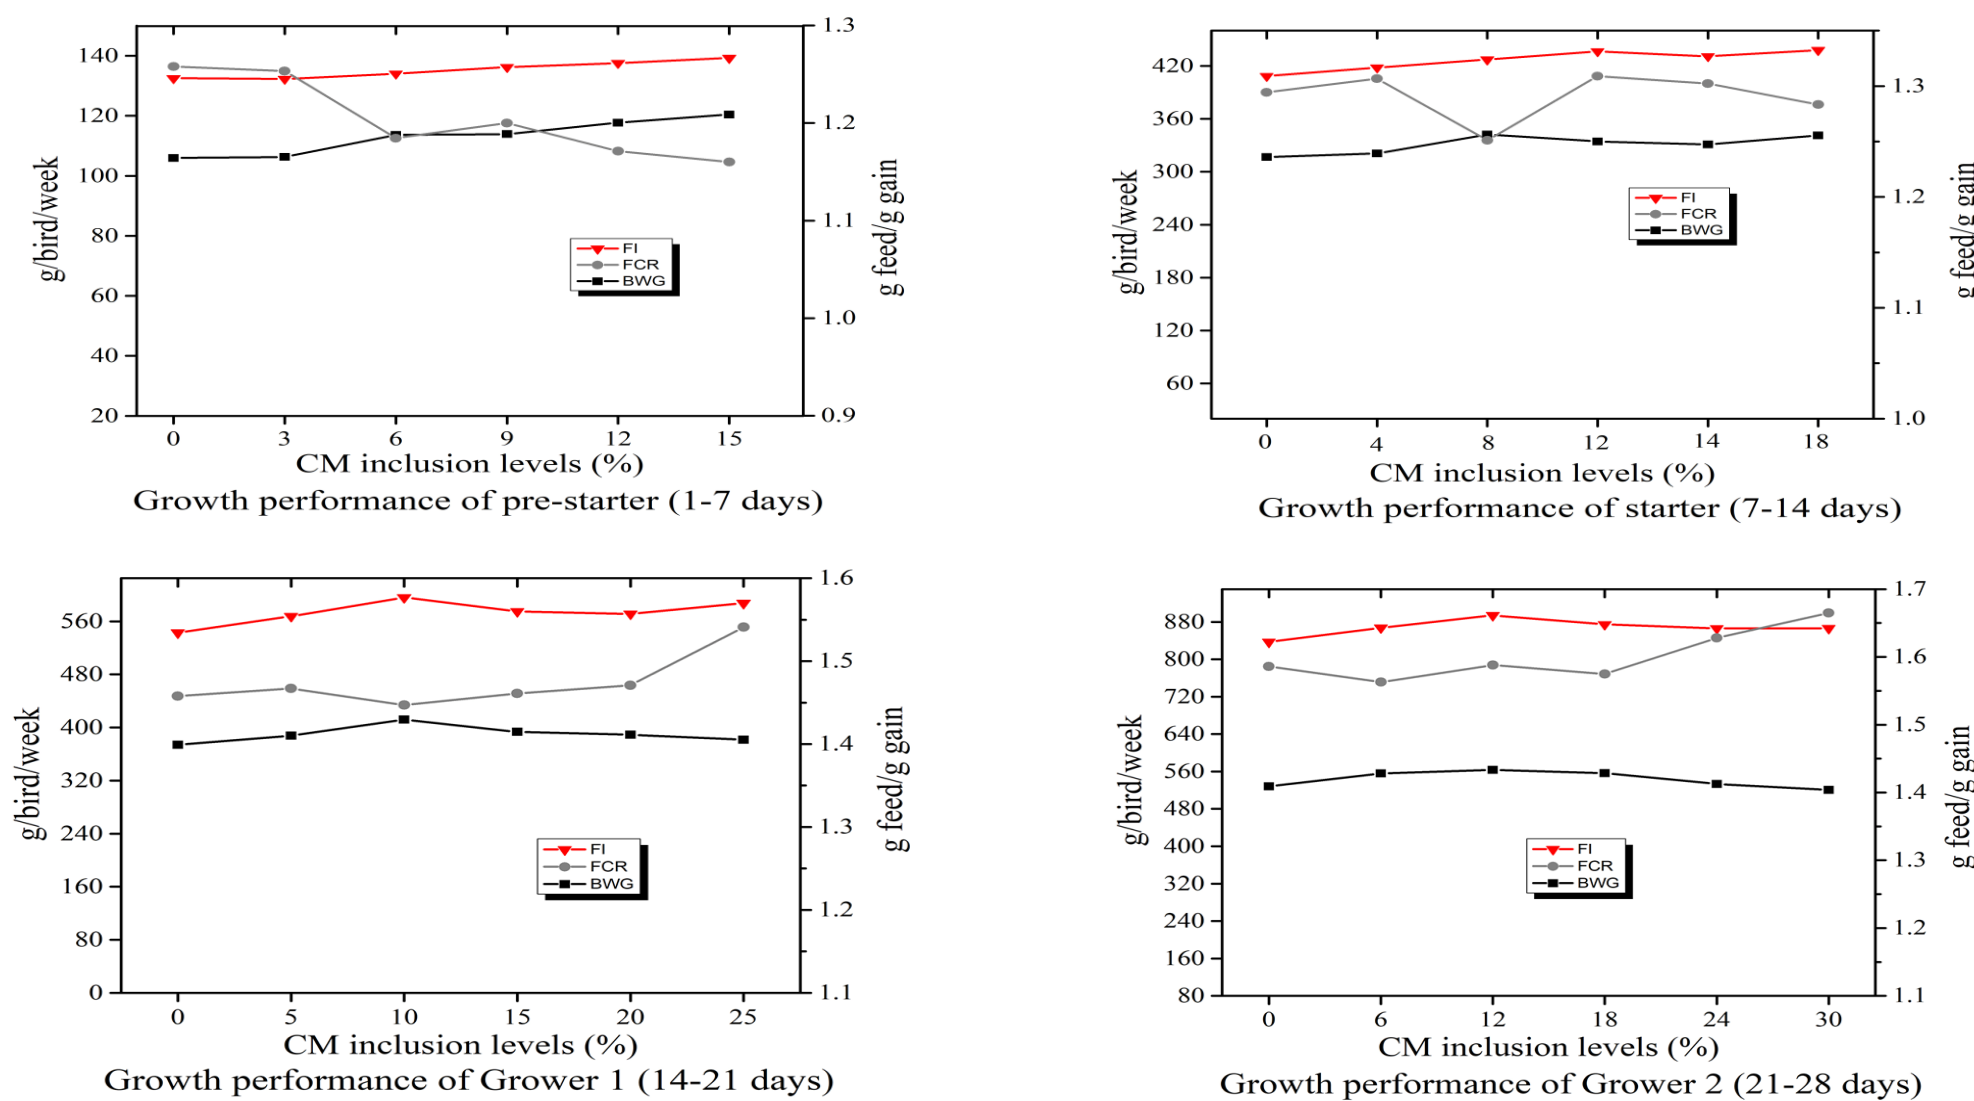 1.3
140
120
1.2
100
80
1.1
60
1.0
40
20
0.9
g/bird/week
g feed/g gain
FI
FCR
BWG
0 3 6 9 12 15
CM inclusion levels (%)
Growth performance of pre-starter (1-7 days)
420
1.3
360
300
1.2
240
180
1.1
120
60
1.0
g/bird/week
g feed/g gain
FI
FCR
BWG
0 4 8 12 14 18
CM inclusion levels (%)
Growth performance of starter (7-14 days)
1.6
560
1.5
480
400
1.4
320
1.3
240
160
1.2
80
0
1.1
g/bird/week
g feed/g gain
FI
FCR
BWG
0 5 10 15 20 25
CM inclusion levels (%)
Growth performance of Grower 1 (14-21 days)
1.7
880
800
1.6
720
1.5
640
560
1.4
480
400
1.3
320
240
1.2
160
80
1.1
g/bird/week
g feed/g gain
FI
FCR
BWG
0 6 12 18 24 30
CM inclusion levels (%)
Growth performance of Grower 2 (21-28 days)